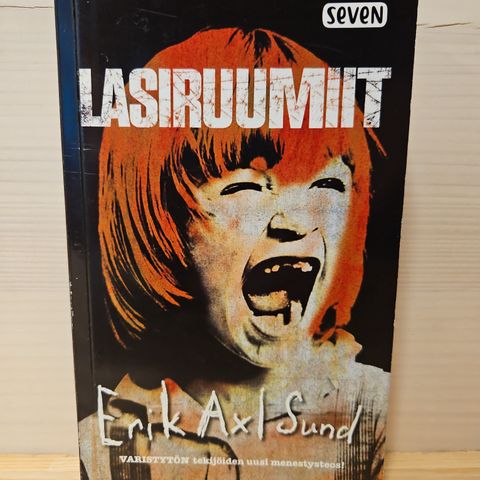 seven
LASIRUUMIIT
Erik Axl Sund
VARISTYTÖN tekijöiden uusi menestysteos!